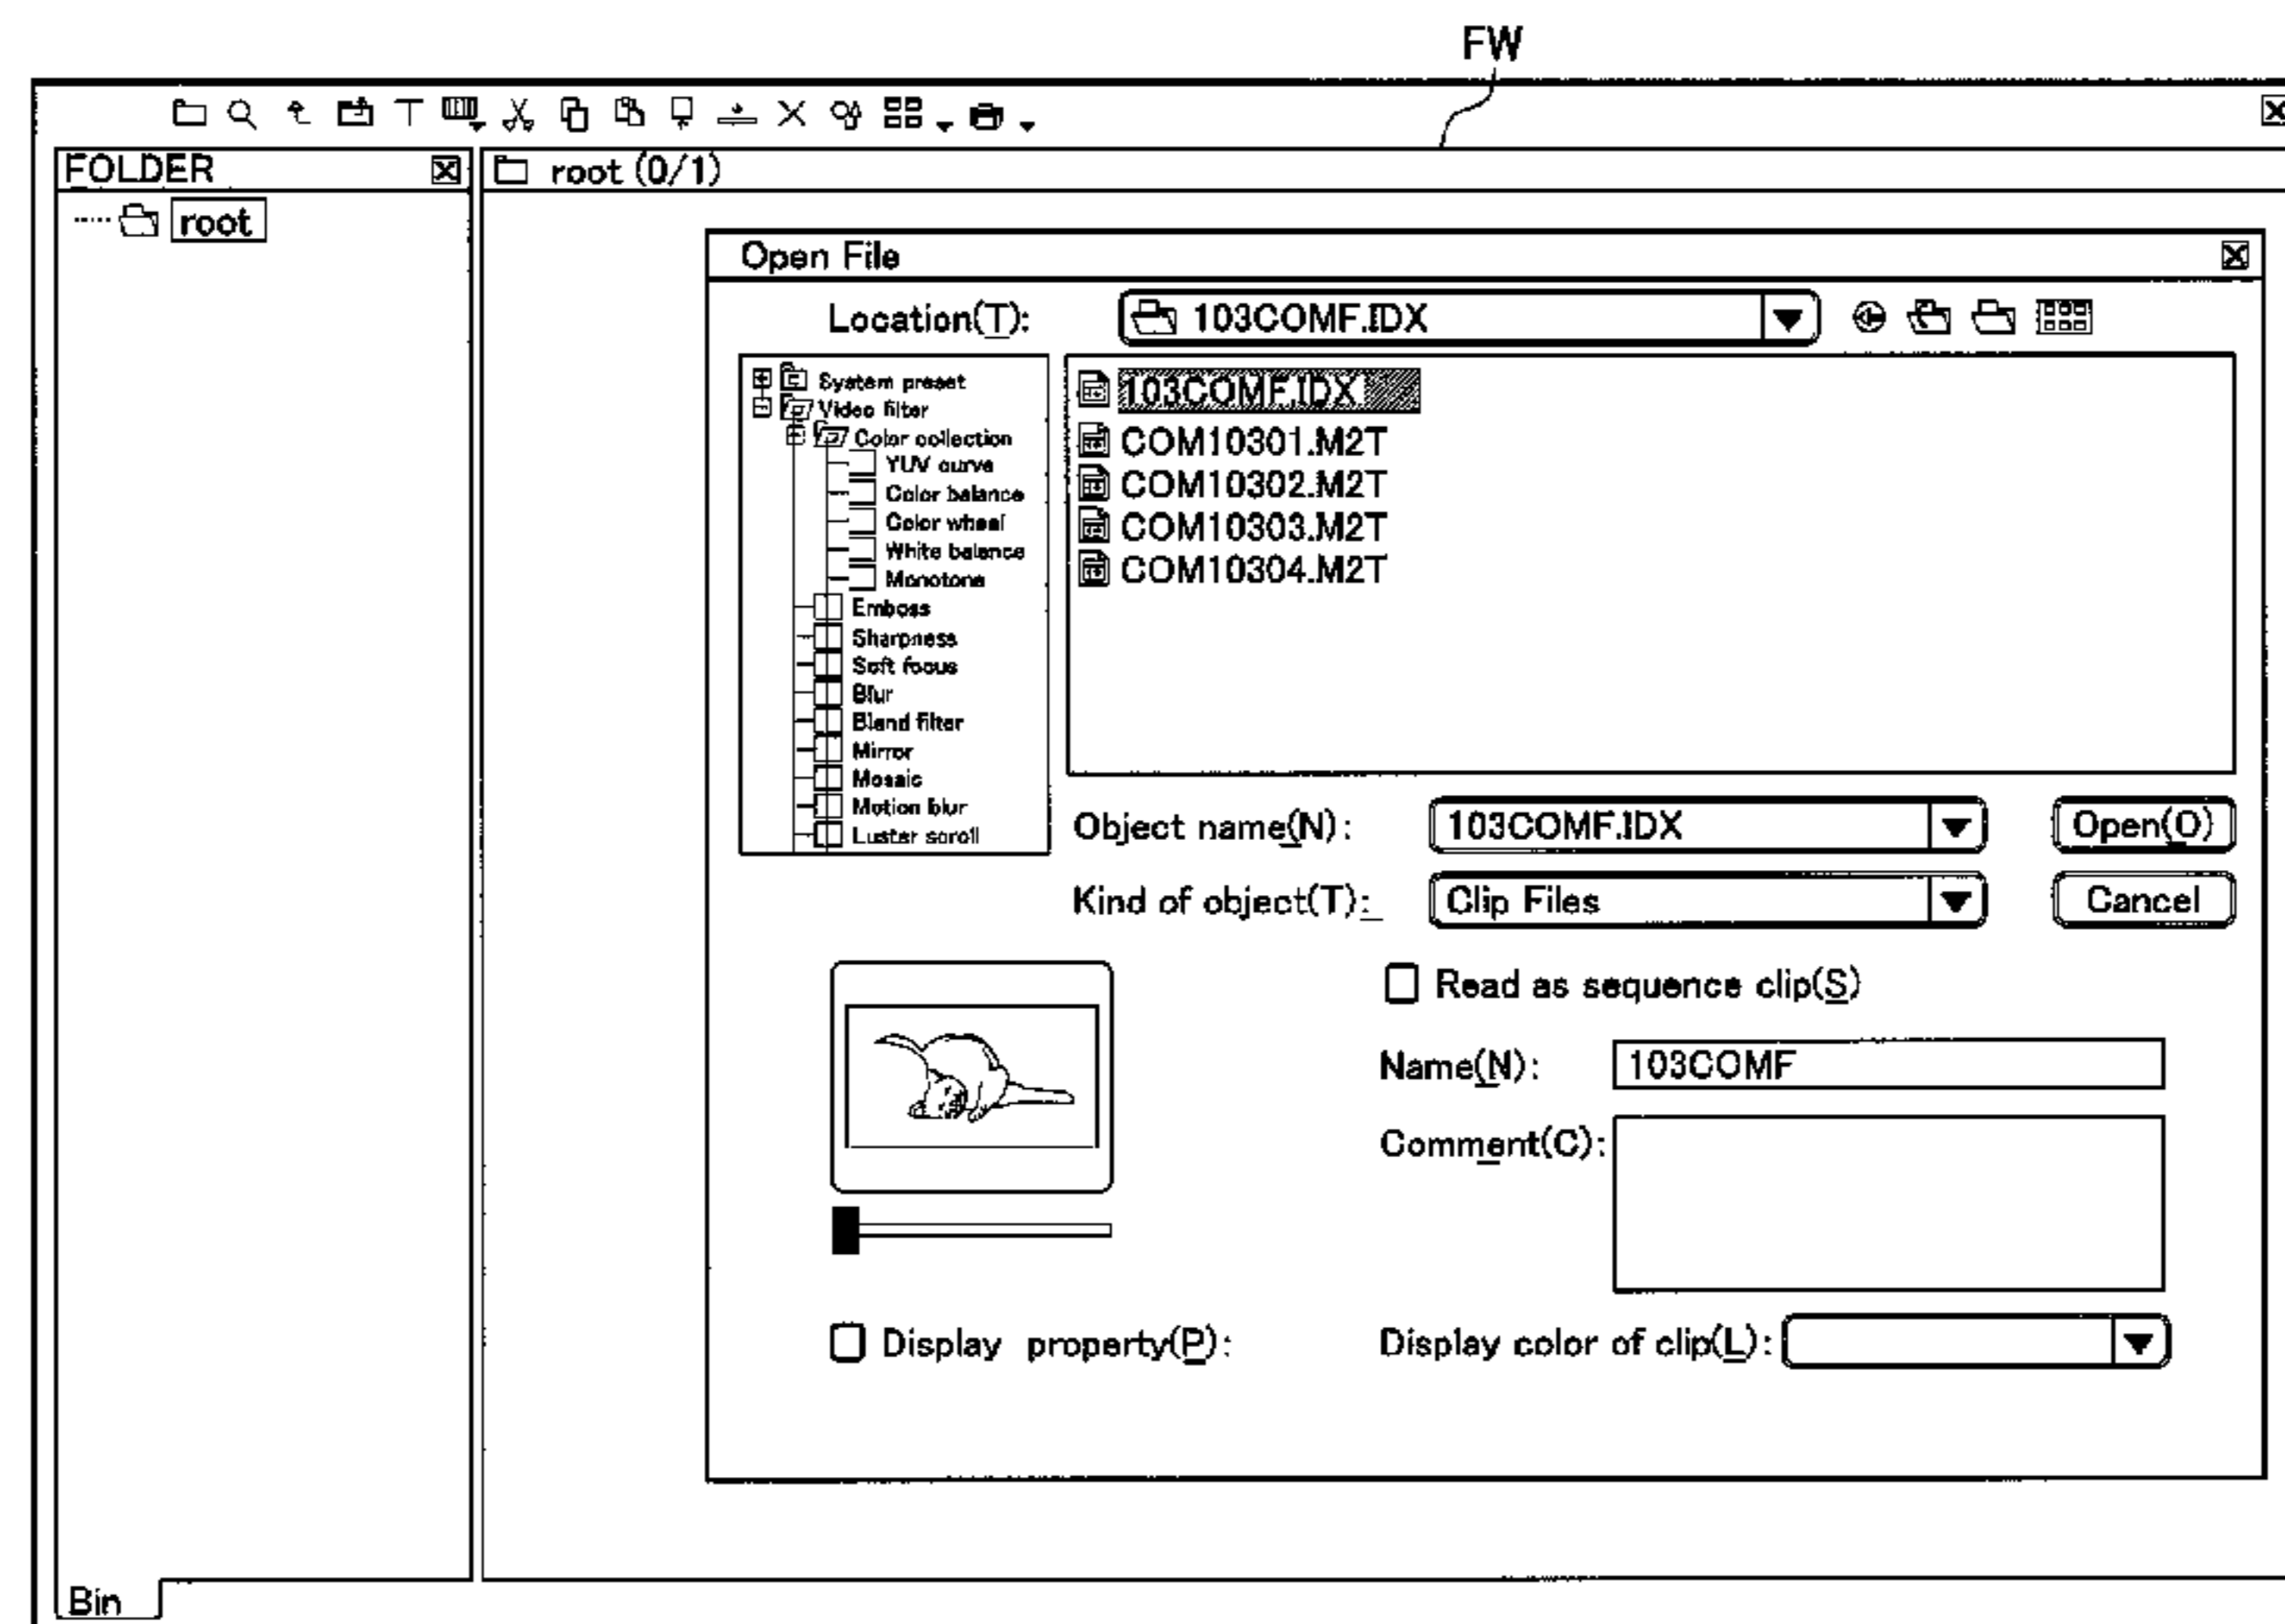 FW
FOLDER
root (0/1)
root
Open File
Location(T):
103COMF.IDX
System preset
Video filter
Color collection
YUV curve
Color balance
Color wheel
White balance
Monotone
Emboss
Sharpness
Soft focus
Blur
Blend filter
Mirror
Mosaic
Motion blur
Luster scroll
103COMF.IDX
COM10301.M2T
COM10302.M2T
COM10303.M2T
COM10304.M2T
Object name(N):
103COMF.IDX
Open(O)
Kind of object(T):
Clip Files
Cancel
Read as sequence clip(S)
Name(N):
103COMF
Comment(C):
Display property(P):
Display color of clip(L):
Bin